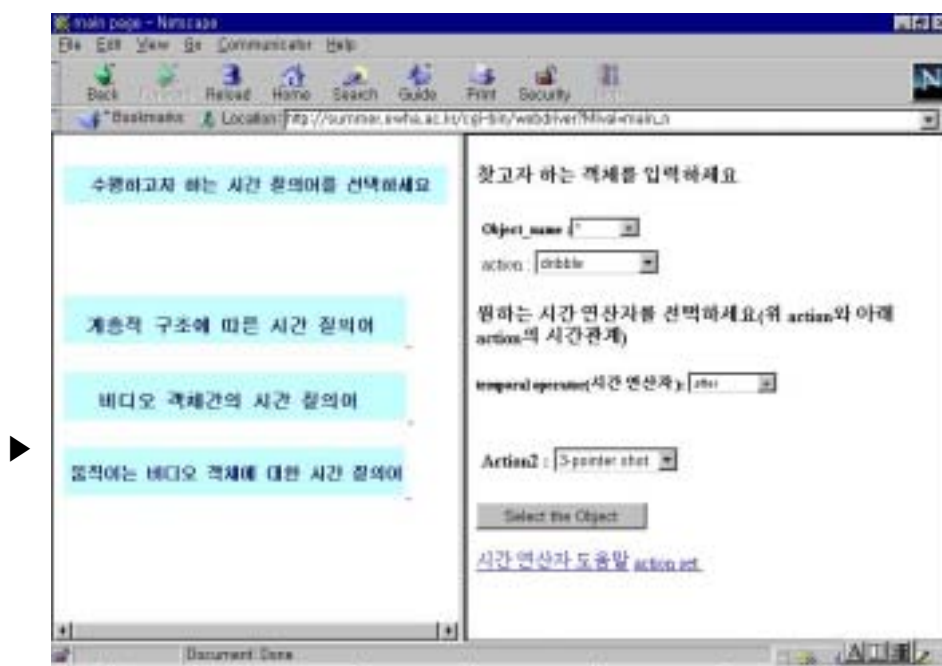 main page - Netscape
File Edit View Go Communicator Help
Back Reload Home Search Guide Print Security
Bookmarks Location: http://summer.ewha.ac.kr/cgi-bin/webdriver?MIval=main_n
수행하고자 하는 시간 질의어를 선택하세요
계층적 구조에 따른 시간 질의어
비디오 객체간의 시간 질의어
움직이는 비디오 객체에 대한 시간 질의어
찾고자 하는 객체를 입력하세요
Object_name : *
action : dribble
원하는 시간 연산자를 선택하세요(위 action와 아래
action의 시간관계)
temporal operator(시간 연산자): after
Action2 : 3-pointer shot
Select the Object
시간 연산자 도움말 action set
Document: Done